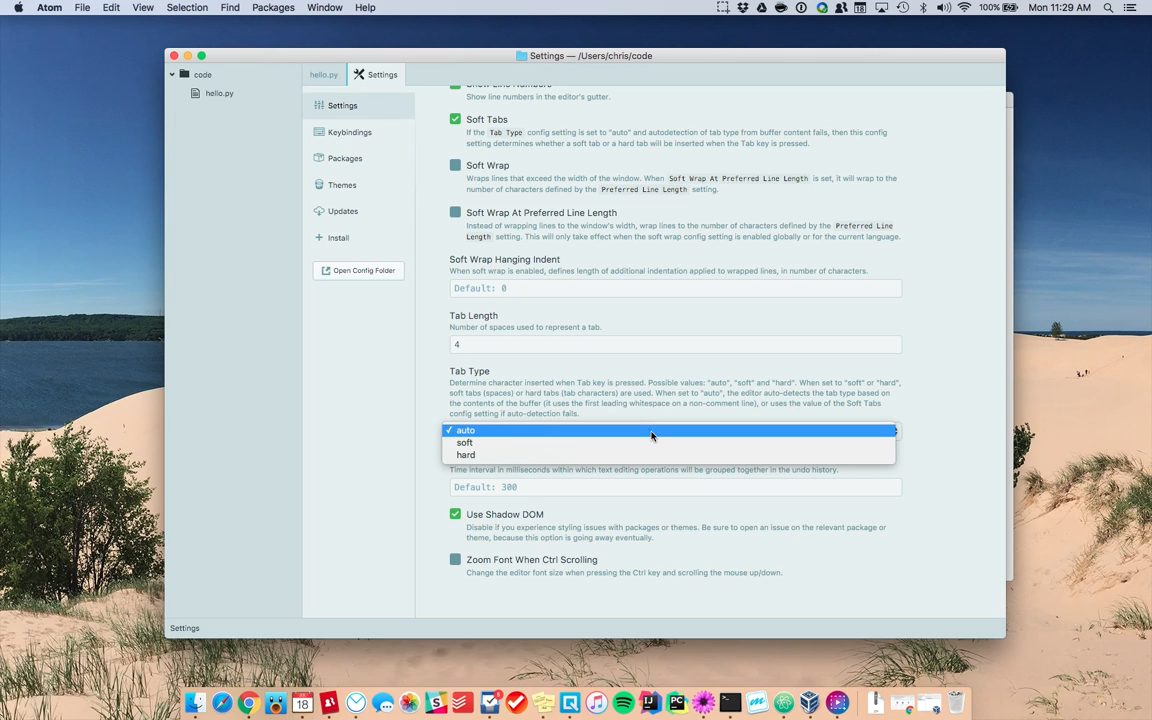 Atom File Edit View Selection Find Packages Window Help
100% Mon 11:29 AM
Settings — /Users/chris/code
code
hello.py
hello.py
Settings
Settings
Keybindings
Packages
Themes
Updates
Install
Open Config Folder
Show line numbers in the editor's gutter.
Soft Tabs
If the Tab Type config setting is set to "auto" and autodetection of tab type from buffer content fails, then this config
setting determines whether a soft tab or a hard tab will be inserted when the Tab key is pressed.
Soft Wrap
Wraps lines that exceed the width of the window. When Soft Wrap At Preferred Line Length is set, it will wrap to the
number of characters defined by the Preferred Line Length setting.
Soft Wrap At Preferred Line Length
Instead of wrapping lines to the window's width, wrap lines to the number of characters defined by the Preferred Line
Length setting. This will only take effect when the soft wrap config setting is enabled globally or for the current language.
Soft Wrap Hanging Indent
When soft wrap is enabled, defines length of additional indentation applied to wrapped lines, in number of characters.
Default: 0
Tab Length
Number of spaces used to represent a tab.
4
Tab Type
Determine character inserted when Tab key is pressed. Possible values: "auto", "soft" and "hard". When set to "soft" or "hard",
soft tabs (spaces) or hard tabs (tab characters) are used. When set to "auto", the editor auto-detects the tab type based on
the contents of the buffer (it uses the first leading whitespace on a non-comment line), or uses the value of the Soft Tabs
config setting if auto-detection fails.
auto
soft
hard
Time interval in milliseconds within which text editing operations will be grouped together in the undo history.
Default: 300
Use Shadow DOM
Disable if you experience styling issues with packages or themes. Be sure to open an issue on the relevant package or
theme, because this option is going away eventually.
Zoom Font When Ctrl Scrolling
Change the editor font size when pressing the Ctrl key and scrolling the mouse up/down.
Settings
18